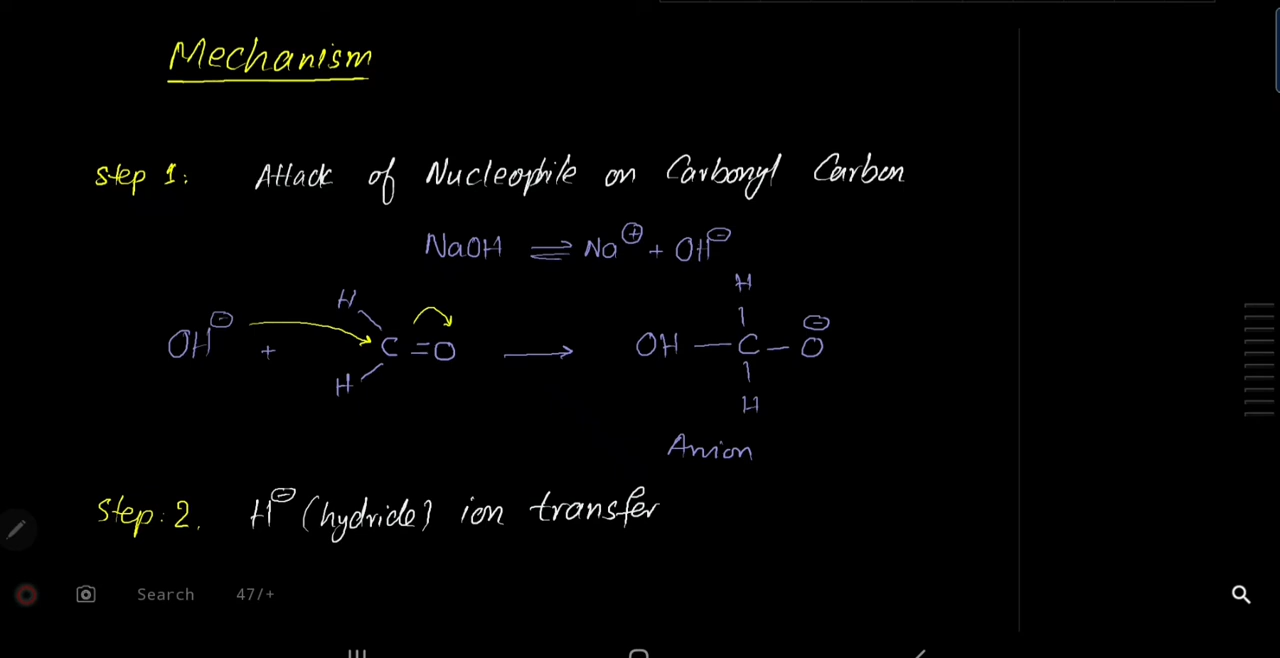 Mechanism
Step 1: Attack of Nucleophile on Carbonyl Carbon
NaOH ⇌ Na⊕ + OH⊖
OH⊖ + H H C=O → OH—C—O⊖ H H
Anion
Step: 2. H⊖ (hydride) ion transfer
Search 47/+